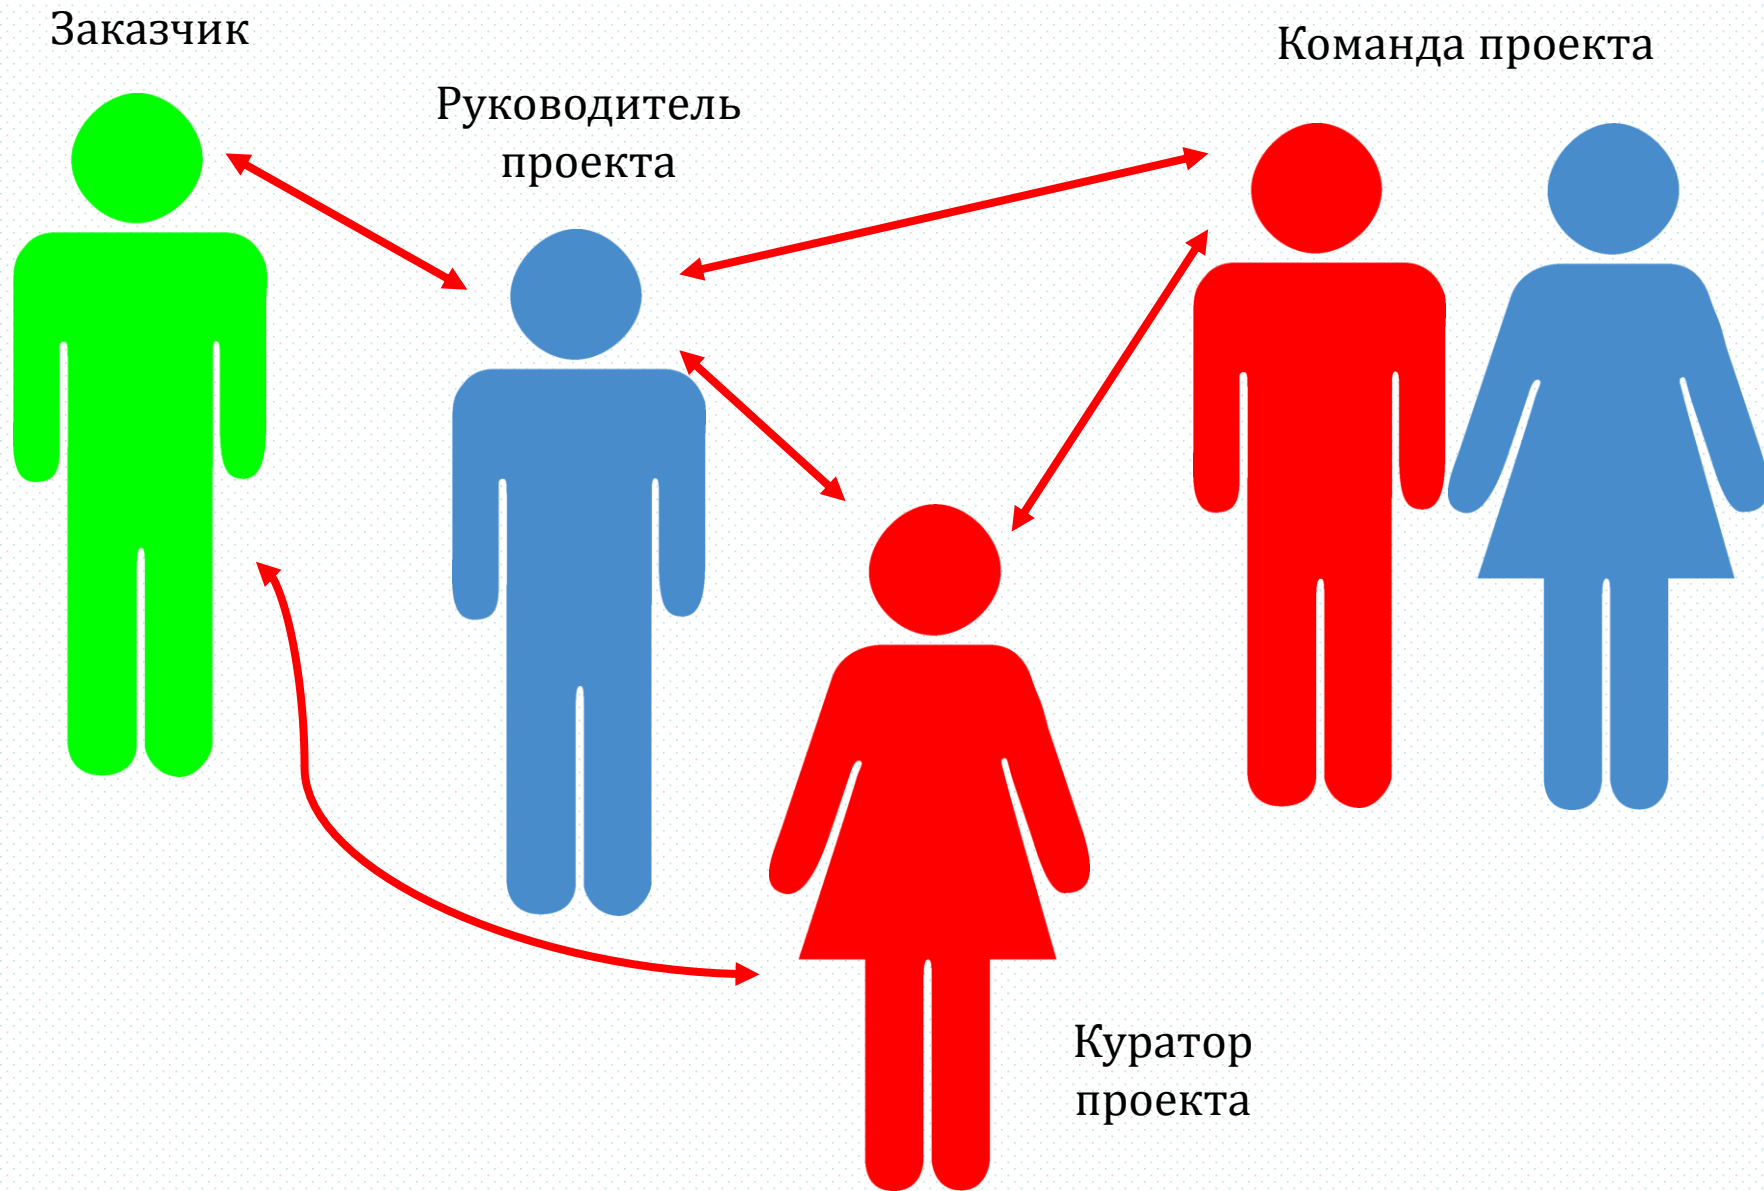 Заказчик
Руководитель
проекта
Команда проекта
Куратор
проекта